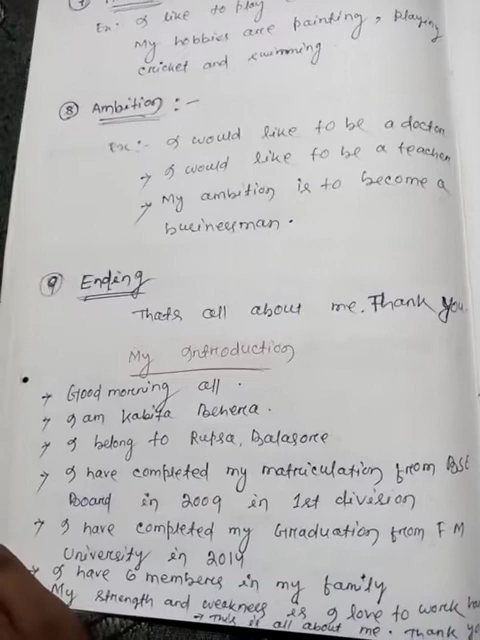 Ex: I like to play
My hobbies are painting, playing
cricket and swimming
⑧ Ambition :-
Ex:- I would like to be a doctor
→ I would like to be a teacher
→ My ambition is to become a
businessman.
⑨ Ending
Thats all about me. Thank you.
My Introduction
→ Good morning all.
→ I am Kabita Behera.
→ I belong to Rupsa, Balasore
→ I have completed my matriculation from BSE
Board in 2009 in 1st division
→ I have completed my Graduation from F M
University in 2014
→ I have 6 members in my family
My strength and weakness is I love to work
→ This is all about me. Thank